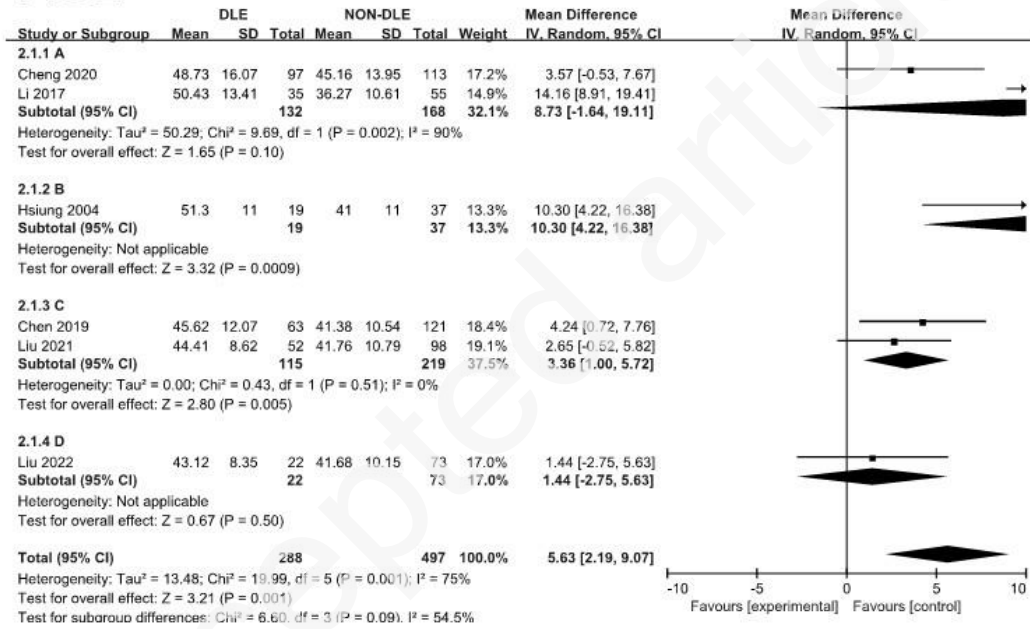 DLE NON-DLE Mean Difference Mean Difference
Study or Subgroup Mean SD Total Mean SD Total Weight IV, Random, 95% CI IV, Random, 95% CI
2.1.1 A
Cheng 2020 48.73 16.07 97 45.16 13.95 113 17.2% 3.57 [-0.53, 7.67]
Li 2017 50.43 13.41 35 36.27 10.61 55 14.9% 14.16 [8.91, 19.41]
Subtotal (95% CI) 132 168 32.1% 8.73 [-1.64, 19.11]
Heterogeneity: Tau² = 50.29; Chi² = 9.69, df = 1 (P = 0.002); I² = 90%
Test for overall effect: Z = 1.65 (P = 0.10)
2.1.2 B
Hsiung 2004 51.3 11 19 41 11 37 13.3% 10.30 [4.22, 16.38]
Subtotal (95% CI) 19 37 13.3% 10.30 [4.22, 16.38]
Heterogeneity: Not applicable
Test for overall effect: Z = 3.32 (P = 0.0009)
2.1.3 C
Chen 2019 45.62 12.07 63 41.38 10.54 121 18.4% 4.24 [0.72, 7.76]
Liu 2021 44.41 8.62 52 41.76 10.79 98 19.1% 2.65 [-0.52, 5.82]
Subtotal (95% CI) 115 219 37.5% 3.36 [1.00, 5.72]
Heterogeneity: Tau² = 0.00; Chi² = 0.43, df = 1 (P = 0.51); I² = 0%
Test for overall effect: Z = 2.80 (P = 0.005)
2.1.4 D
Liu 2022 43.12 8.35 22 41.68 10.15 73 17.0% 1.44 [-2.75, 5.63]
Subtotal (95% CI) 22 73 17.0% 1.44 [-2.75, 5.63]
Heterogeneity: Not applicable
Test for overall effect: Z = 0.67 (P = 0.50)
Total (95% CI) 288 497 100.0% 5.63 [2.19, 9.07]
Heterogeneity: Tau² = 13.48; Chi² = 19.99, df = 5 (P = 0.001); I² = 75%
Test for overall effect: Z = 3.21 (P = 0.001)
Test for subgroup differences: Chi² = 6.60, df = 3 (P = 0.09), I² = 54.5%
-10 -5 0 5 10
Favours [experimental] Favours [control]
epted artic